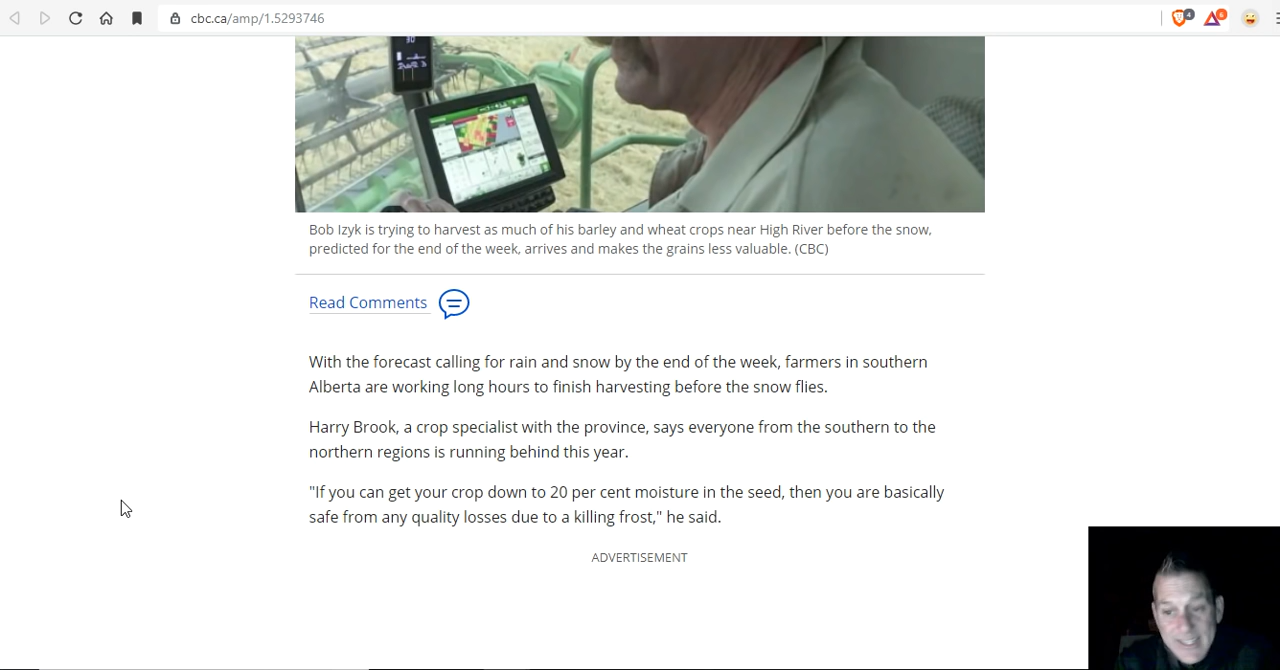 cbc.ca/amp/1.5293746
4
6
30
Bob Izyk is trying to harvest as much of his barley and wheat crops near High River before the snow,
predicted for the end of the week, arrives and makes the grains less valuable. (CBC)
Read Comments
With the forecast calling for rain and snow by the end of the week, farmers in southern
Alberta are working long hours to finish harvesting before the snow flies.
Harry Brook, a crop specialist with the province, says everyone from the southern to the
northern regions is running behind this year.
"If you can get your crop down to 20 per cent moisture in the seed, then you are basically
safe from any quality losses due to a killing frost," he said.
ADVERTISEMENT